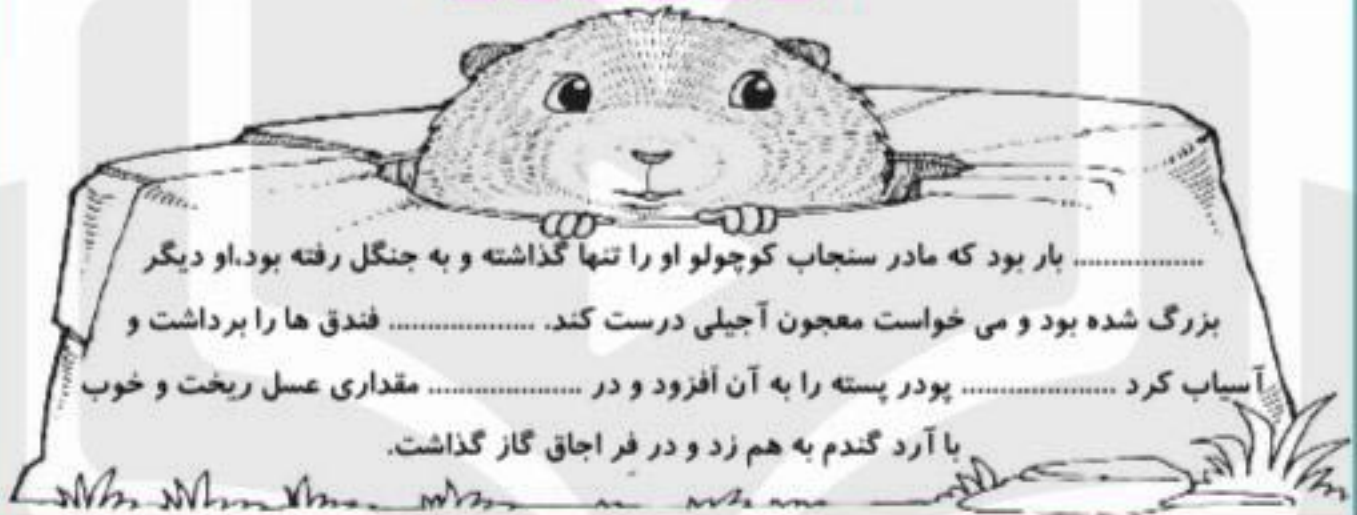 .................. بار بود که مادر سنجاب کوچولو او را تنها گذاشته و به جنگل رفته بود.او دیگر
بزرگ شده بود و می خواست معجون آجیلی درست کند. .................. فندق ها را برداشت و
آسیاب کرد .................. پودر پسته را به آن افزود و در .................. مقداری عسل ریخت و خوب
با آرد گندم به هم زد و در فر اجاق گاز گذاشت.